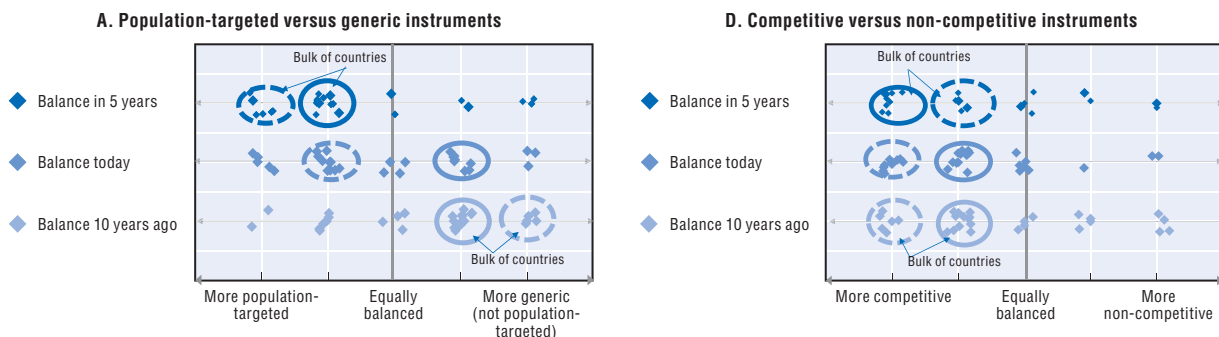 A. Population-targeted versus generic instruments
Bulk of countries
Balance in 5 years
Balance today
Balance 10 years ago
Bulk of countries
More population-
targeted
Equally
balanced
More generic
(not population-
targeted)
D. Competitive versus non-competitive instruments
Bulk of countries
Balance in 5 years
Balance today
Balance 10 years ago
Bulk of countries
More competitive
Equally
balanced
More
non-competitive